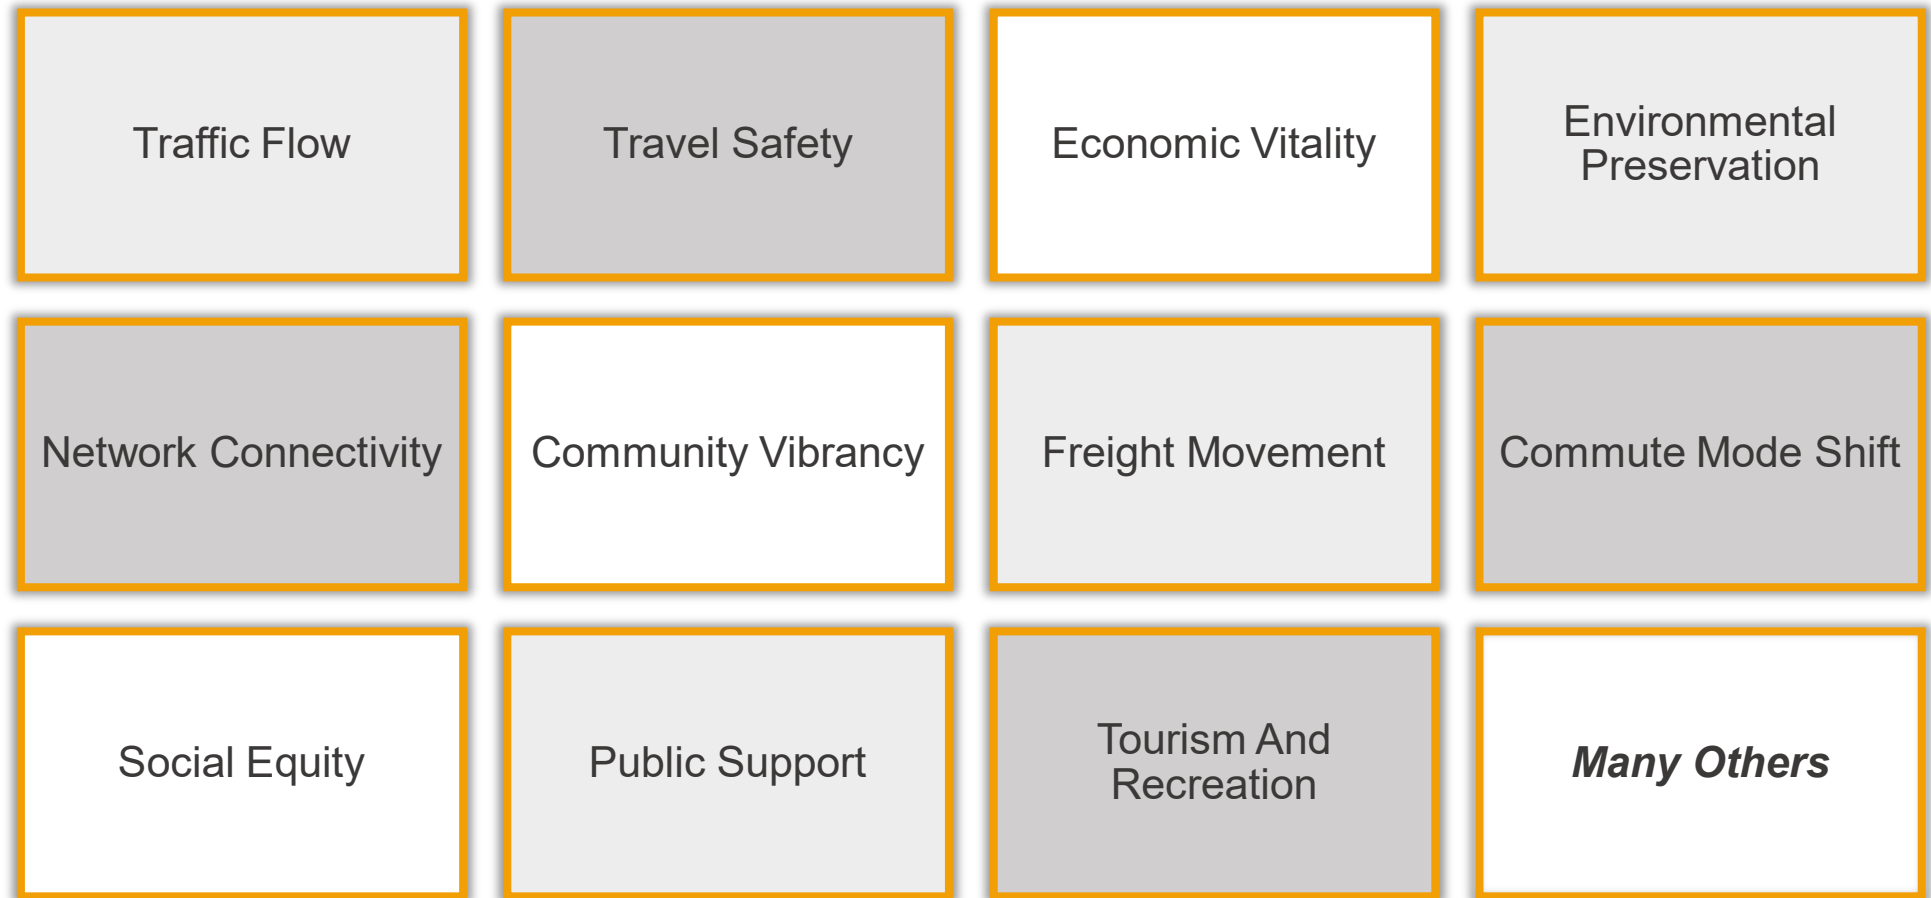 Traffic Flow
Travel Safety
Economic Vitality
Environmental
Preservation
Network Connectivity
Community Vibrancy
Freight Movement
Commute Mode Shift
Social Equity
Public Support
Tourism And
Recreation
Many Others